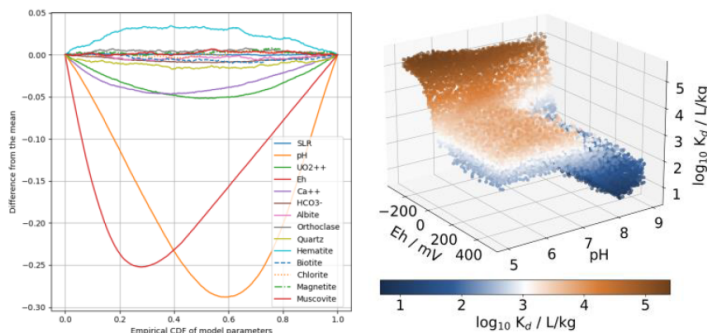 0.05
0.00
−0.05
−0.10
−0.15
−0.20
−0.25
−0.30
Difference from the mean
0.0 0.2 0.4 0.6 0.8 1.0
Empirical CDF of model parameters
SLR
pH
UO2++
Eh
Ca++
HCO3-
Albite
Orthoclase
Quartz
Hematite
Biotite
Chlorite
Magnetite
Muscovite
5
4
3
2
1
log₁₀ K_d / L/kg
−200
0
200
400
Eh / mV
5 6 7 8 9
pH
1 2 3 4 5
log₁₀ K_d / L/kg